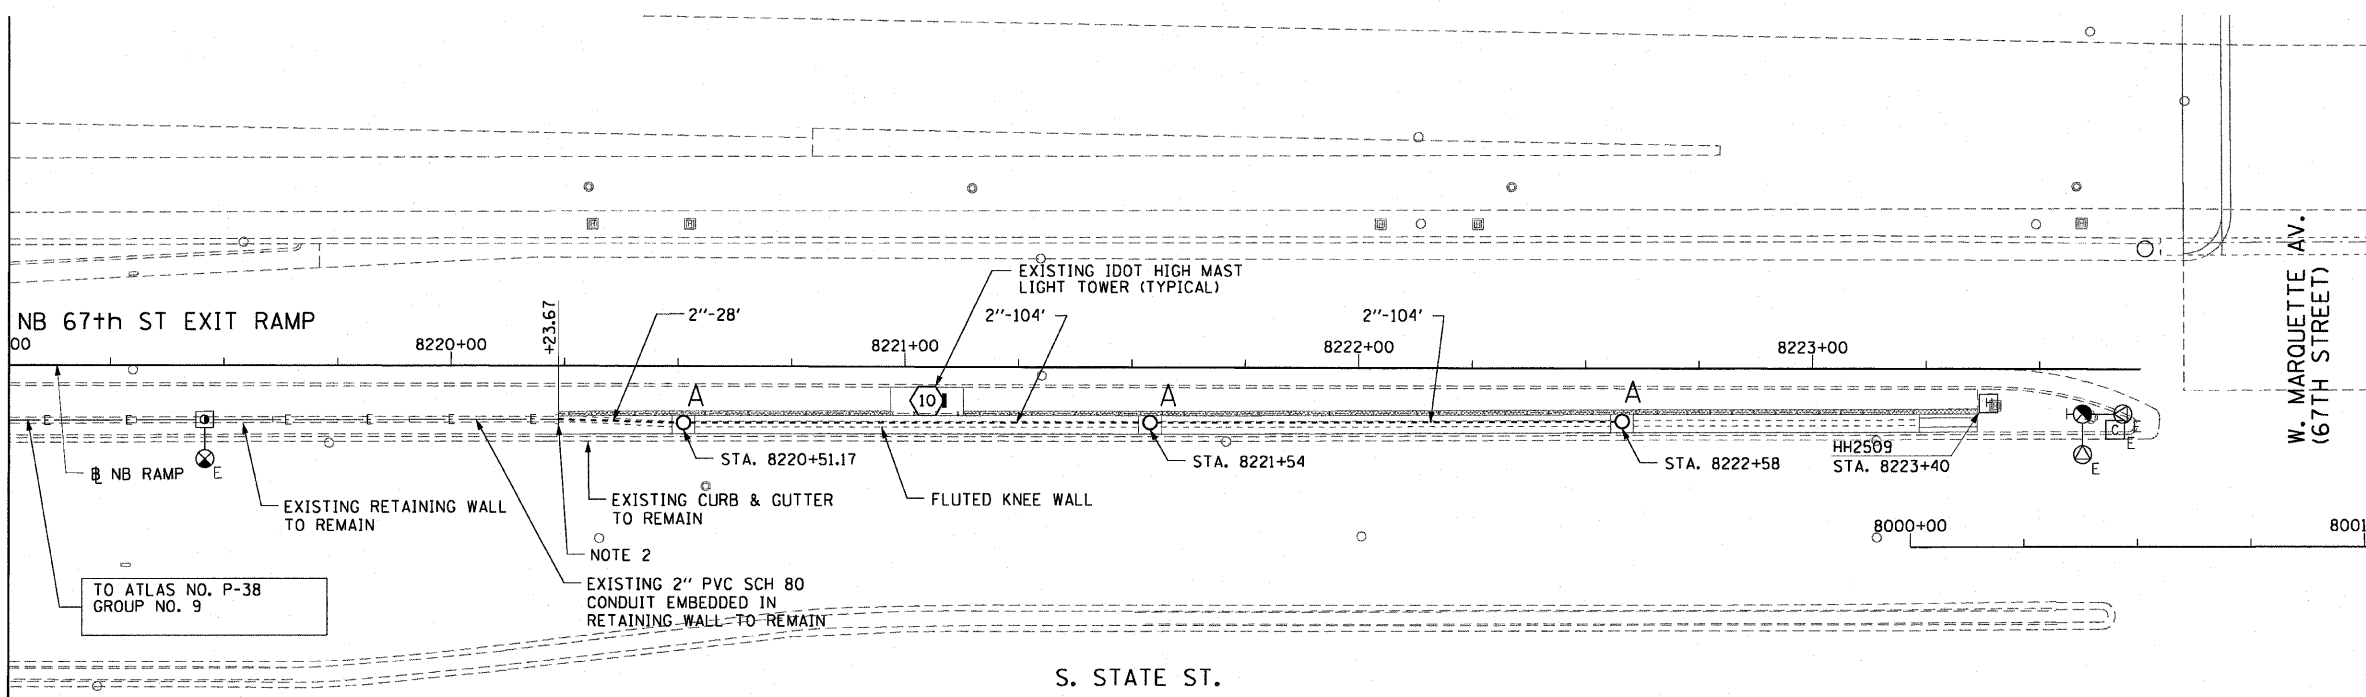 EXISTING IDOT HIGH MAST
LIGHT TOWER (TYPICAL)
NB 67th ST EXIT RAMP
+23.67
2"-28'
2"-104'
2"-104'
W. MARQUETTE AV.
(67TH STREET)
00
8220+00
8221+00
8222+00
8223+00
A
A
A
10
H
E
E
E
E
E
E
E
C
E
E
E
E
STA. 8220+51.17
STA. 8221+54
STA. 8222+58
HH2509
STA. 8223+40
℄ NB RAMP
EXISTING RETAINING WALL
TO REMAIN
EXISTING CURB & GUTTER
TO REMAIN
FLUTED KNEE WALL
NOTE 2
8000+00
8001
TO ATLAS NO. P-38
GROUP NO. 9
EXISTING 2" PVC SCH 80
CONDUIT EMBEDDED IN
RETAINING WALL TO REMAIN
S. STATE ST.